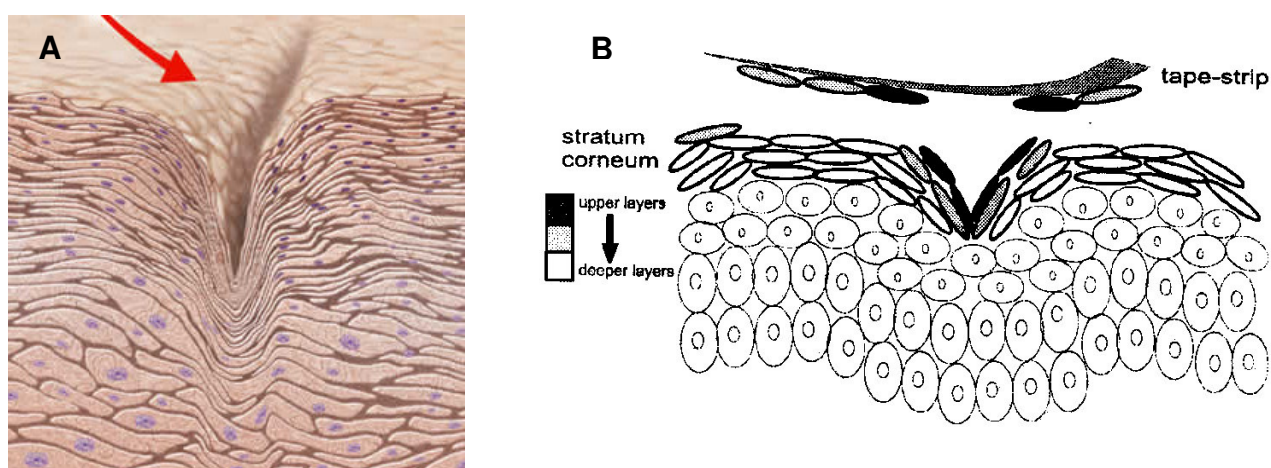 A
B
tape-strip
stratum
corneum
upper layers
deeper layers